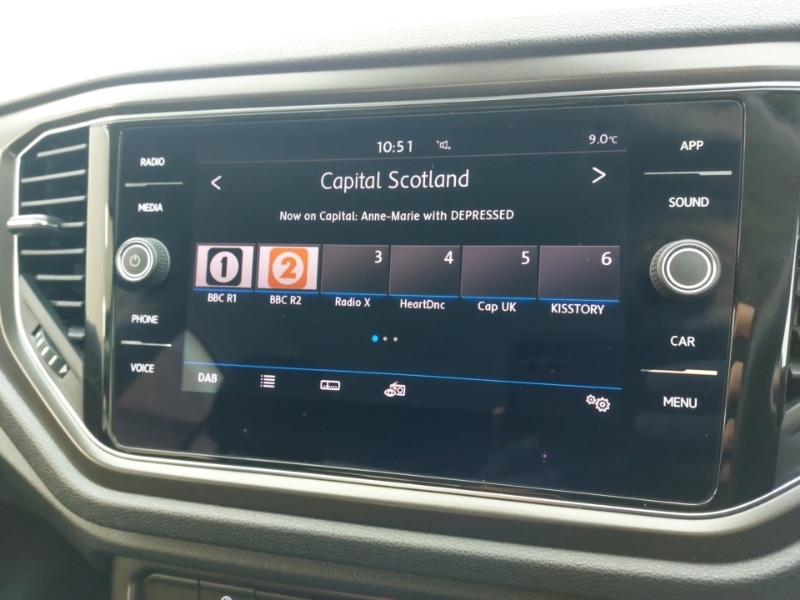 RADIO
MEDIA
PHONE
VOICE
10:51
9.0°C
< Capital Scotland >
Now on Capital: Anne-Marie with DEPRESSED
1 2 3 4 5 6
BBC R1 BBC R2 Radio X HeartDnc Cap UK KISSTORY
DAB
APP
SOUND
CAR
MENU